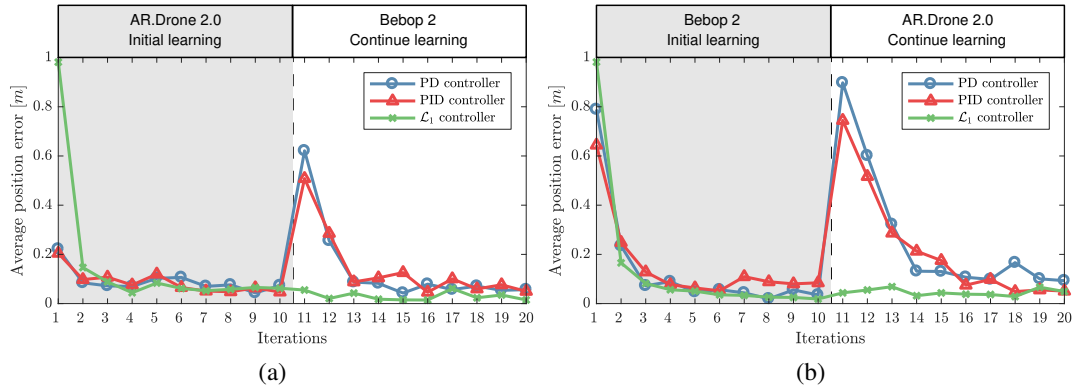 AR.Drone 2.0
Initial learning
Bebop 2
Continue learning
Average position error [m]
1
0.8
0.6
0.4
0.2
0
PD controller
PID controller
ℒ₁ controller
1 2 3 4 5 6 7 8 9 10 11 12 13 14 15 16 17 18 19 20
Iterations
(a)
Bebop 2
Initial learning
AR.Drone 2.0
Continue learning
Average position error [m]
1
0.8
0.6
0.4
0.2
0
PD controller
PID controller
ℒ₁ controller
1 2 3 4 5 6 7 8 9 10 11 12 13 14 15 16 17 18 19 20
Iterations
(b)